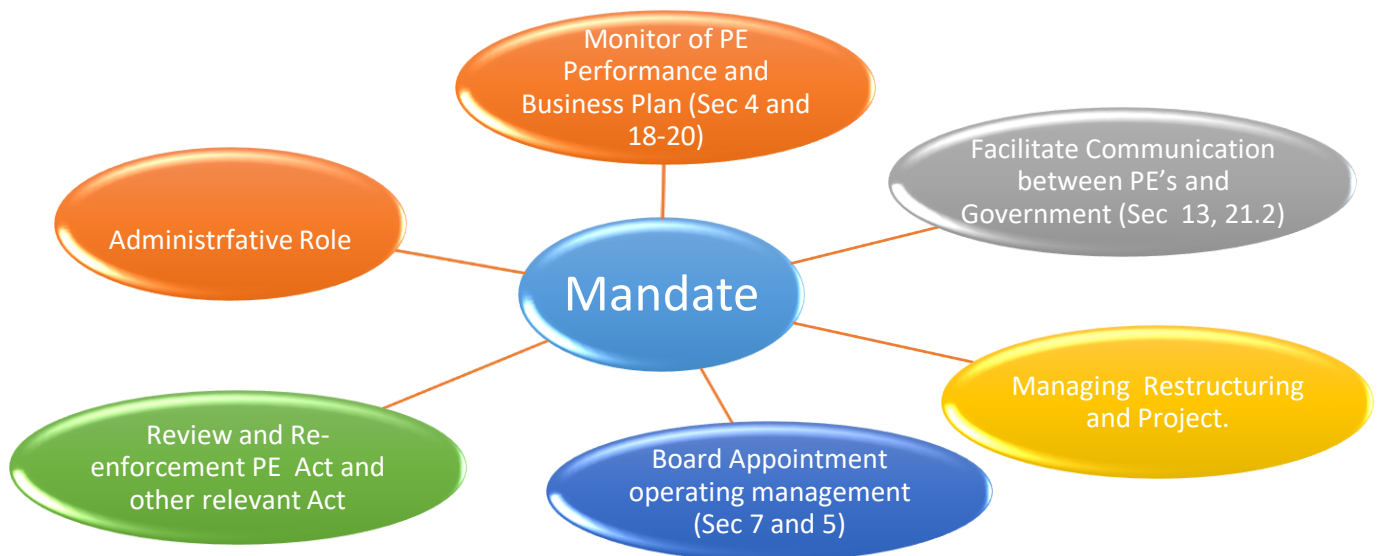 Monitor of PE
Performance and
Business Plan (Sec 4 and
18-20)
Facilitate Communication
between PE’s and
Government (Sec 13, 21.2)
Administrfative Role
Mandate
Managing Restructuring
and Project.
Review and Re-
enforcement PE Act and
other relevant Act
Board Appointment
operating management
(Sec 7 and 5)